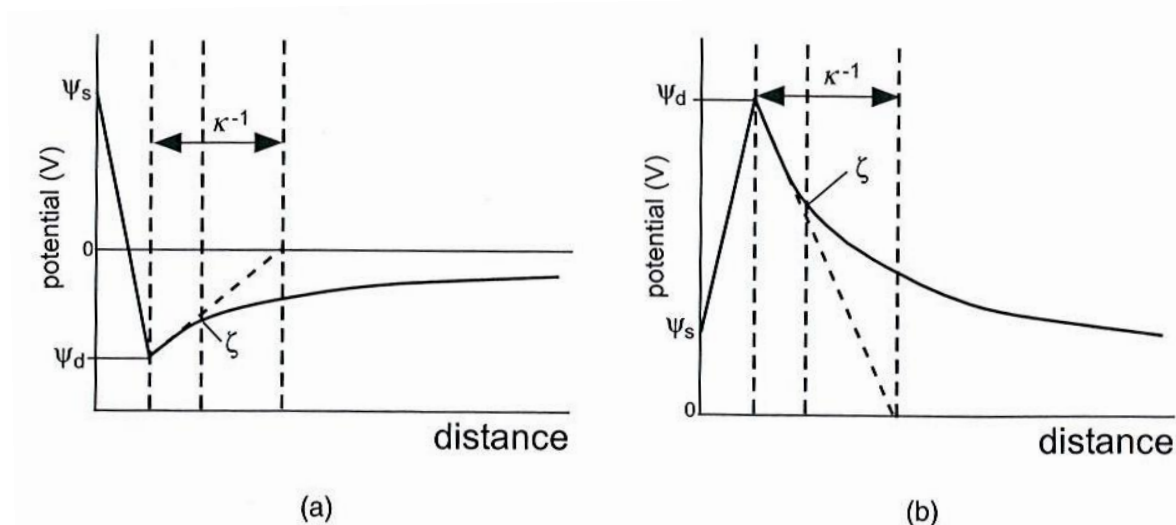 ψs
κ-1
0
potential (V)
ζ
ψd
distance
(a)
ψd
κ-1
ζ
potential (V)
ψs
0
distance
(b)